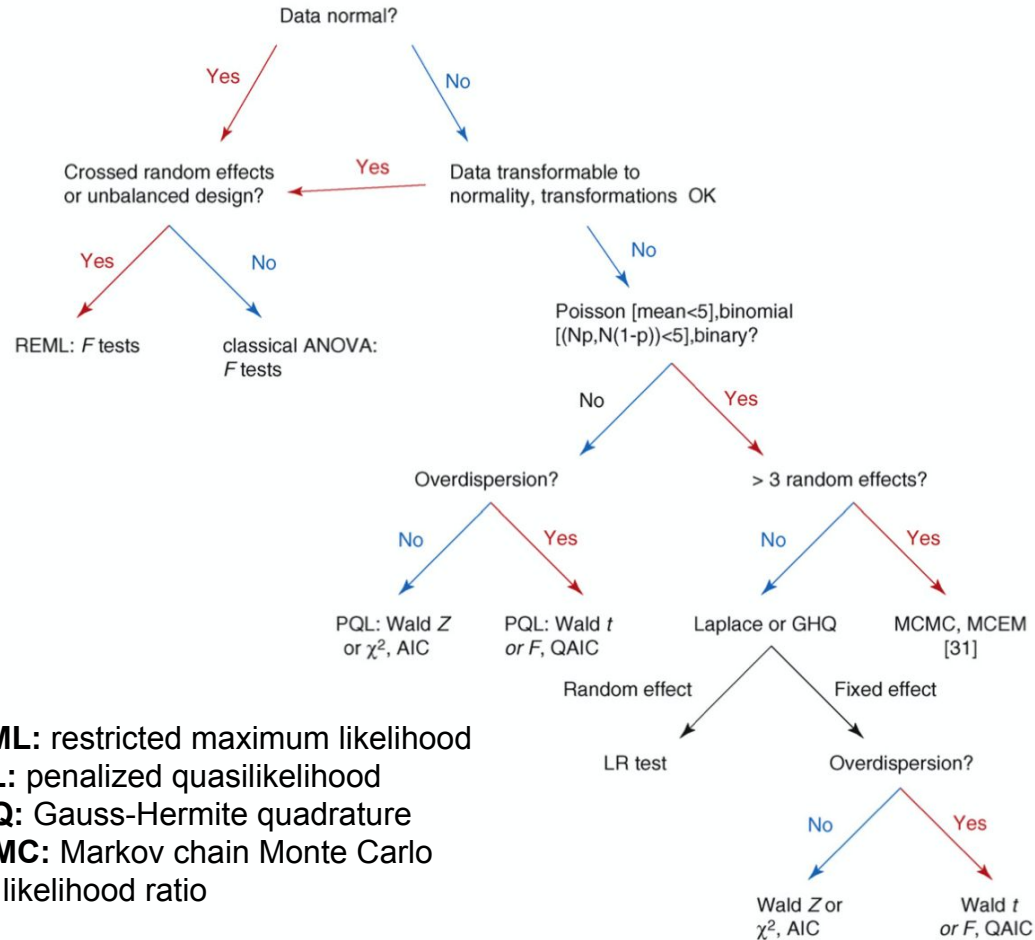 Data normal?
Yes
No
Crossed random effects
or unbalanced design?
Yes
Data transformable to
normality, transformations OK
Yes
No
No
REML: F tests
classical ANOVA:
F tests
Poisson [mean<5],binomial
[(Np,N(1-p))<5],binary?
No
Yes
Overdispersion?
> 3 random effects?
No
Yes
No
Yes
PQL: Wald Z
or χ², AIC
PQL: Wald t
or F, QAIC
Laplace or GHQ
MCMC, MCEM
[31]
Random effect
Fixed effect
LR test
Overdispersion?
No
Yes
Wald Z or
χ², AIC
Wald t
or F, QAIC
ML: restricted maximum likelihood
L: penalized quasilikelihood
Q: Gauss-Hermite quadrature
MC: Markov chain Monte Carlo
likelihood ratio